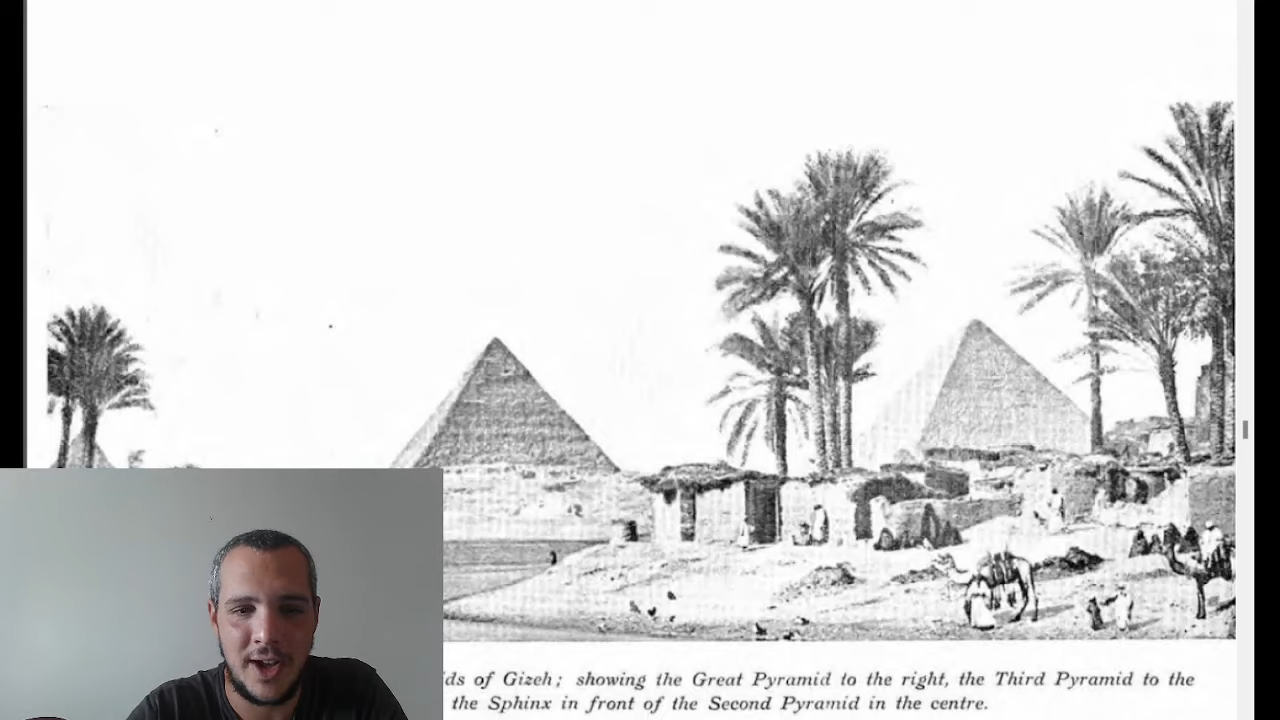 of Gizeh; showing the Great Pyramid to the right, the Third Pyramid to the
the Sphinx in front of the Second Pyramid in the centre.